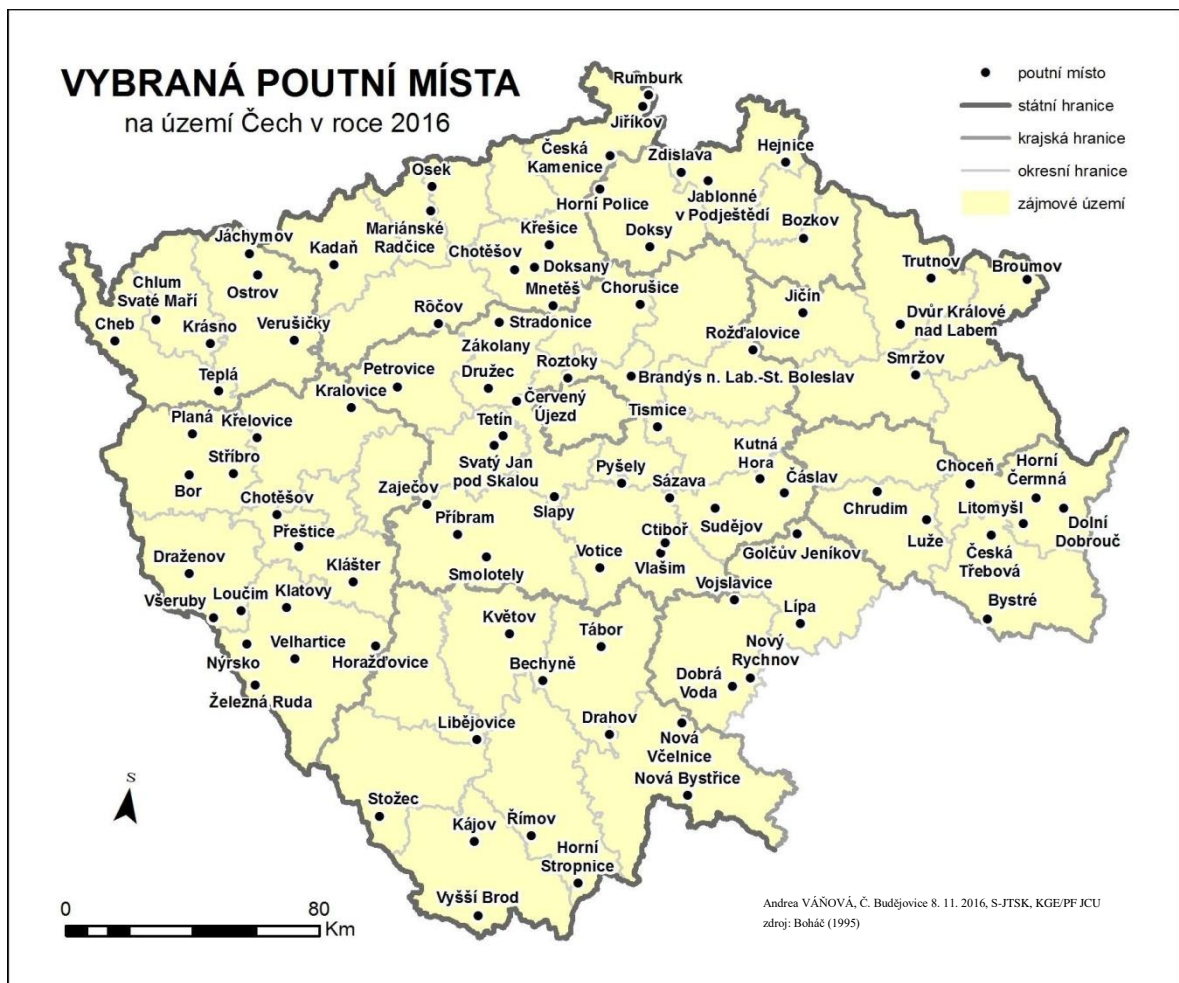 VYBRANÁ POUTNÍ MÍSTA
na území Čech v roce 2016
poutní místo
státní hranice
krajská hranice
okresní hranice
zájmové území
Rumburk
Jiříkov
Česká
Kamenice
Zdislava
Hejnice
Osek
Horní Police
Jablonné
v Podještědí
Mariánské
Radčice
Křešice
Doksy
Bozkov
Jáchymov
Kadaň
Chotěšov
Doksany
Trutnov
Broumov
Chlum
Svaté Maří
Ostrov
Mnetěš
Chorušice
Jičín
Dvůr Králové
nad Labem
Cheb
Krásno
Verušičky
Ročov
Stradonice
Rožďalovice
Zákolany
Smržov
Teplá
Petrovice
Družec
Roztoky
Brandýs n. Lab.-St. Boleslav
Kralovice
Červený
Újezd
Tismice
Planá
Křelovice
Tetín
Kutná
Hora
Stříbro
Svatý Jan
pod Skalou
Pyšely
Sázava
Čáslav
Choceň
Horní
Čermná
Bor
Chotěšov
Zaječov
Slapy
Sudějov
Chrudim
Litomyšl
Dolní
Dobrouč
Přeštice
Příbram
Ctiboř
Golčův Jeníkov
Luže
Česká
Třebová
Draženov
Klášter
Smolotely
Votice
Vlašim
Vojslavice
Bystré
Všeruby
Loučim
Klatovy
Květov
Tábor
Lípa
Nýrsko
Velhartice
Horažďovice
Bechyně
Nový
Rychnov
Dobrá
Voda
Železná Ruda
Libějovice
Drahov
Nová
Včelnice
Nová Bystřice
S
Stožec
Kájov
Římov
Horní
Stropnice
Vyšší Brod
0 80
Km
Andrea VÁŇOVÁ, Č. Budějovice 8. 11. 2016, S-JTSK, KGE/PF JCU
zdroj: Boháč (1995)